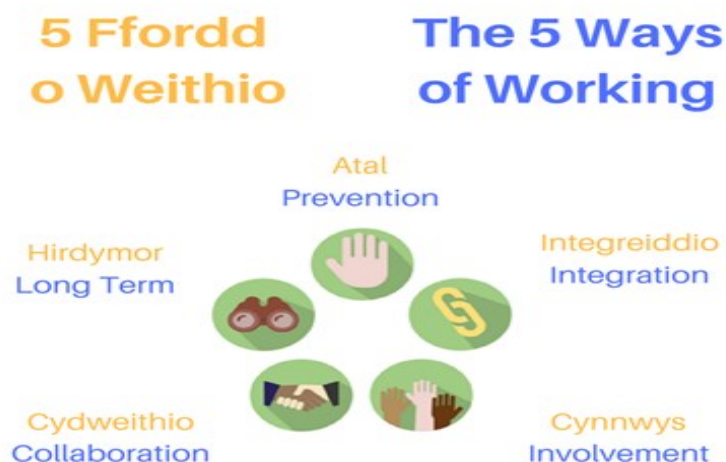 5 Ffordd
o Weithio
The 5 Ways
of Working
Atal
Prevention
Hirdymor
Long Term
Integreiddio
Integration
Cydweithio
Collaboration
Cynnwys
Involvement